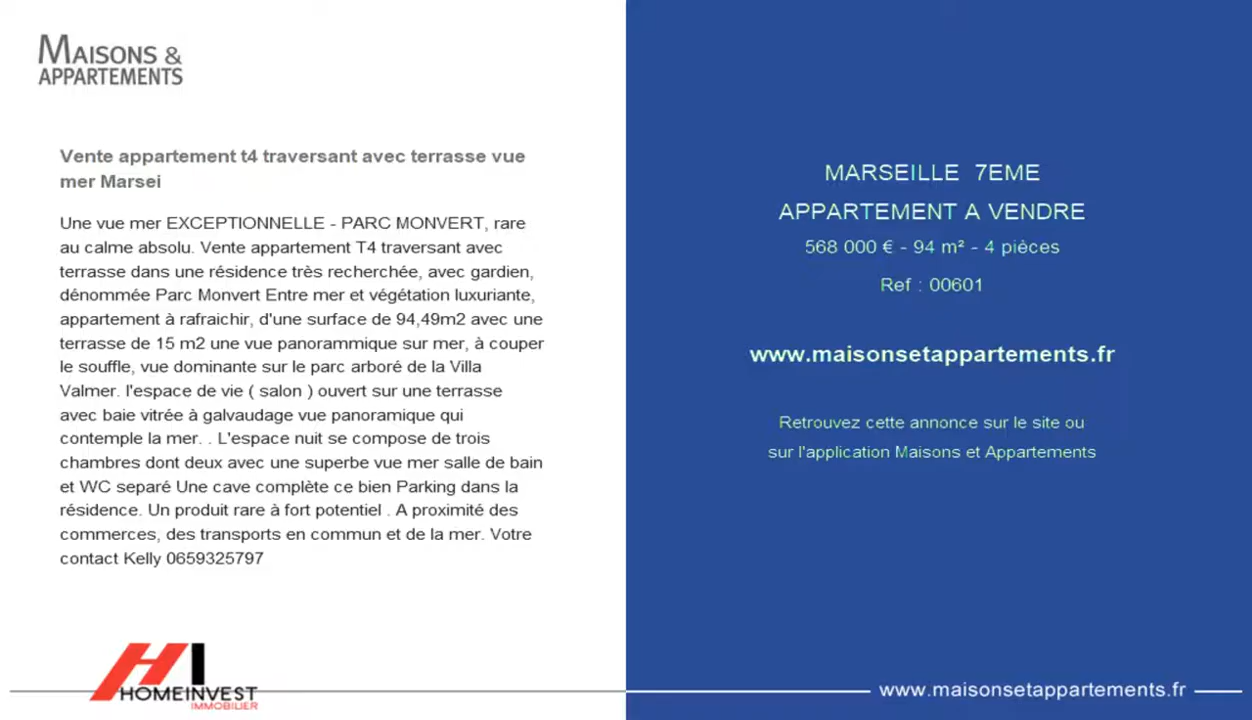 MAISONS &
APPARTEMENTS
Vente appartement t4 traversant avec terrasse vue
mer Marsei
Une vue mer EXCEPTIONNELLE - PARC MONVERT, rare
au calme absolu. Vente appartement T4 traversant avec
terrasse dans une résidence très recherchée, avec gardien,
dénommée Parc Monvert Entre mer et végétation luxuriante,
appartement à rafraichir, d'une surface de 94,49m2 avec une
terrasse de 15 m2 une vue panorammique sur mer, à couper
le souffle, vue dominante sur le parc arboré de la Villa
Valmer. l'espace de vie ( salon ) ouvert sur une terrasse
avec baie vitrée à galvaudage vue panoramique qui
contemple la mer. . L'espace nuit se compose de trois
chambres dont deux avec une superbe vue mer salle de bain
et WC separé Une cave complète ce bien Parking dans la
résidence. Un produit rare à fort potentiel . A proximité des
commerces, des transports en commun et de la mer. Votre
contact Kelly 0659325797
HI
HOMEINVEST
IMMOBILIER
MARSEILLE 7EME
APPARTEMENT A VENDRE
568 000 € - 94 m² - 4 pièces
Ref : 00601
www.maisonsetappartements.fr
Retrouvez cette annonce sur le site ou
sur l'application Maisons et Appartements
www.maisonsetappartements.fr